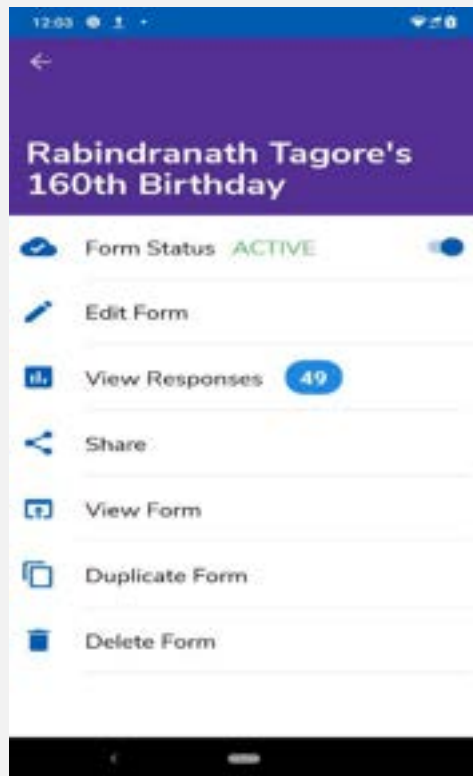 12:03
Rabindranath Tagore's
160th Birthday
Form Status ACTIVE
Edit Form
View Responses 49
Share
View Form
Duplicate Form
Delete Form